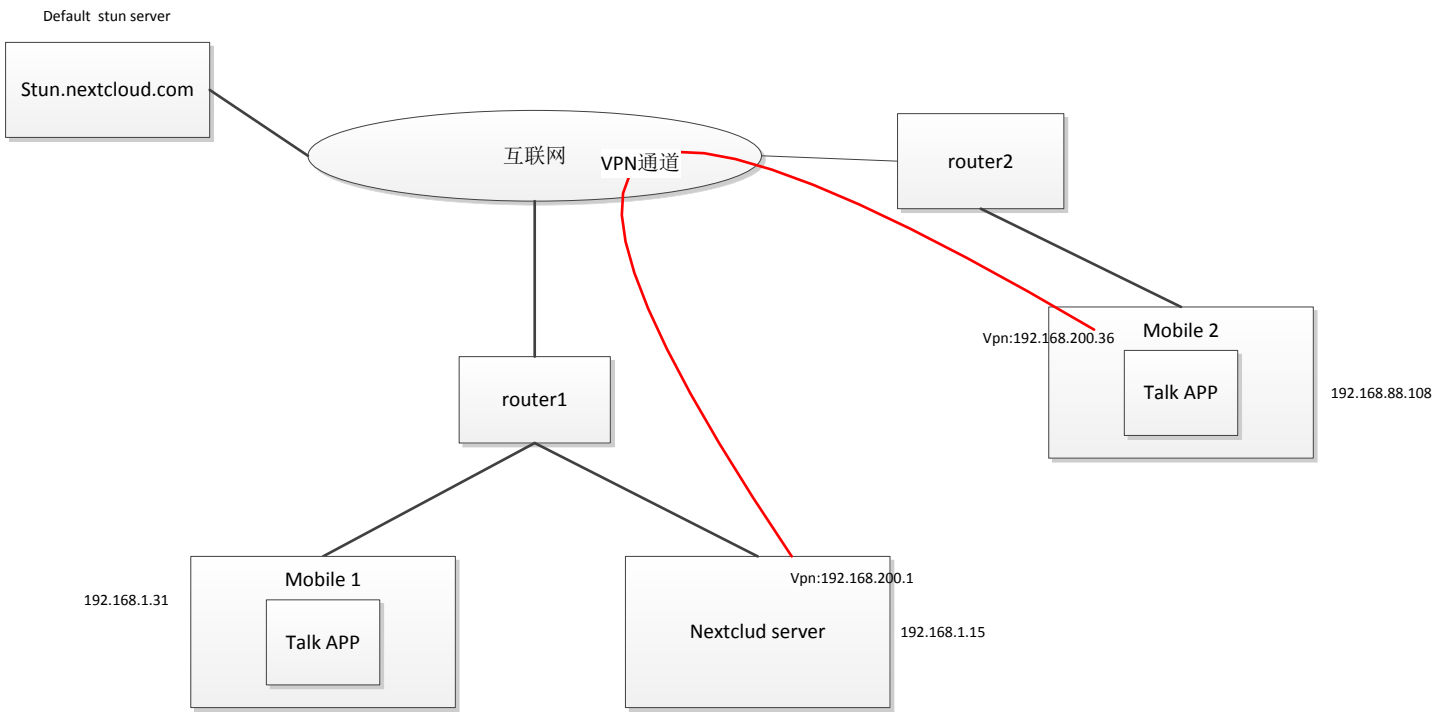 Default stun server
Stun.nextcloud.com
互联网
VPN通道
router2
Vpn:192.168.200.36
Mobile 2
Talk APP
192.168.88.108
router1
Mobile 1
192.168.1.31
Talk APP
Vpn:192.168.200.1
Nextclud server
192.168.1.15